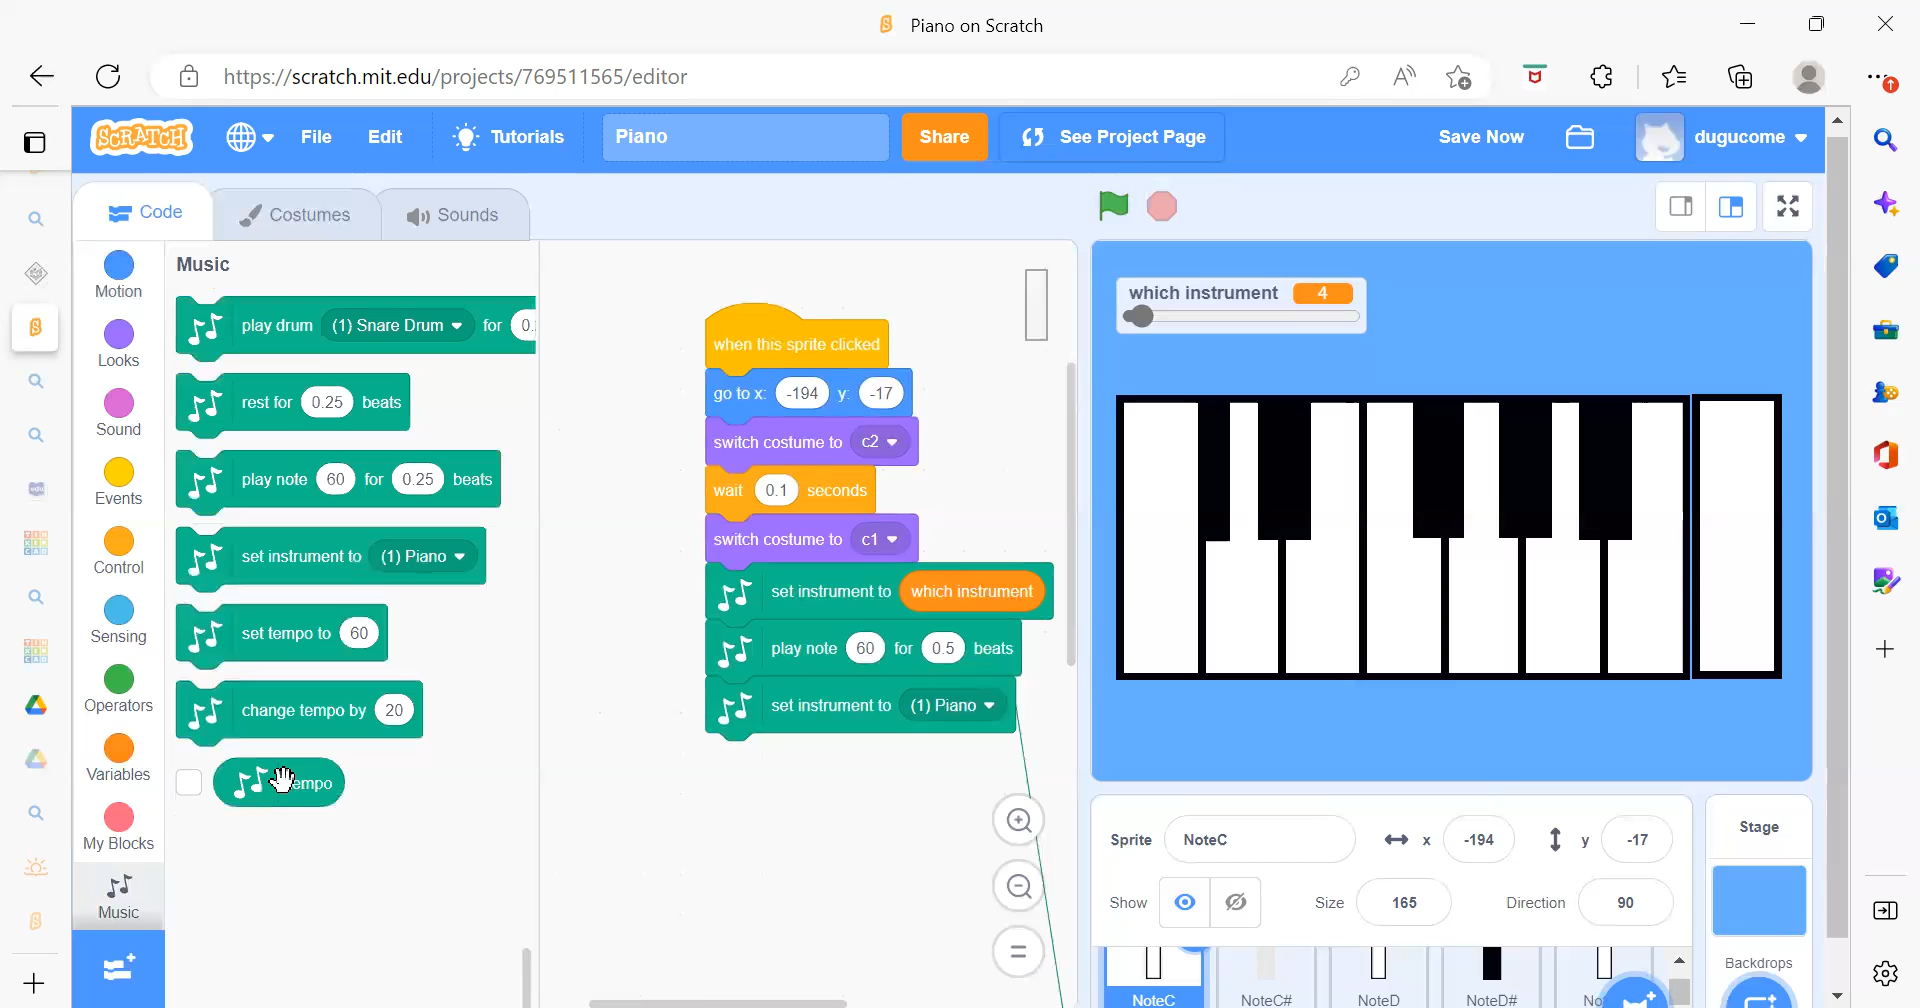 Piano on Scratch
https://scratch.mit.edu/projects/769511565/editor
SCRATCH
File
Edit
Tutorials
Piano
Share
See Project Page
Save Now
dugucome
Code
Costumes
Sounds
Motion
Looks
Sound
Events
Control
Sensing
Operators
Variables
My Blocks
Music
Music
play drum (1) Snare Drum for 0.
rest for 0.25 beats
play note 60 for 0.25 beats
set instrument to (1) Piano
set tempo to 60
change tempo by 20
empo
when this sprite clicked
go to x: -194 y: -17
switch costume to c2
wait 0.1 seconds
switch costume to c1
set instrument to which instrument
play note 60 for 0.5 beats
set instrument to (1) Piano
which instrument 4
Sprite NoteC x -194 y -17
Show Size 165 Direction 90
NoteC
NoteC#
NoteD
NoteD#
No
Stage
Backdrops